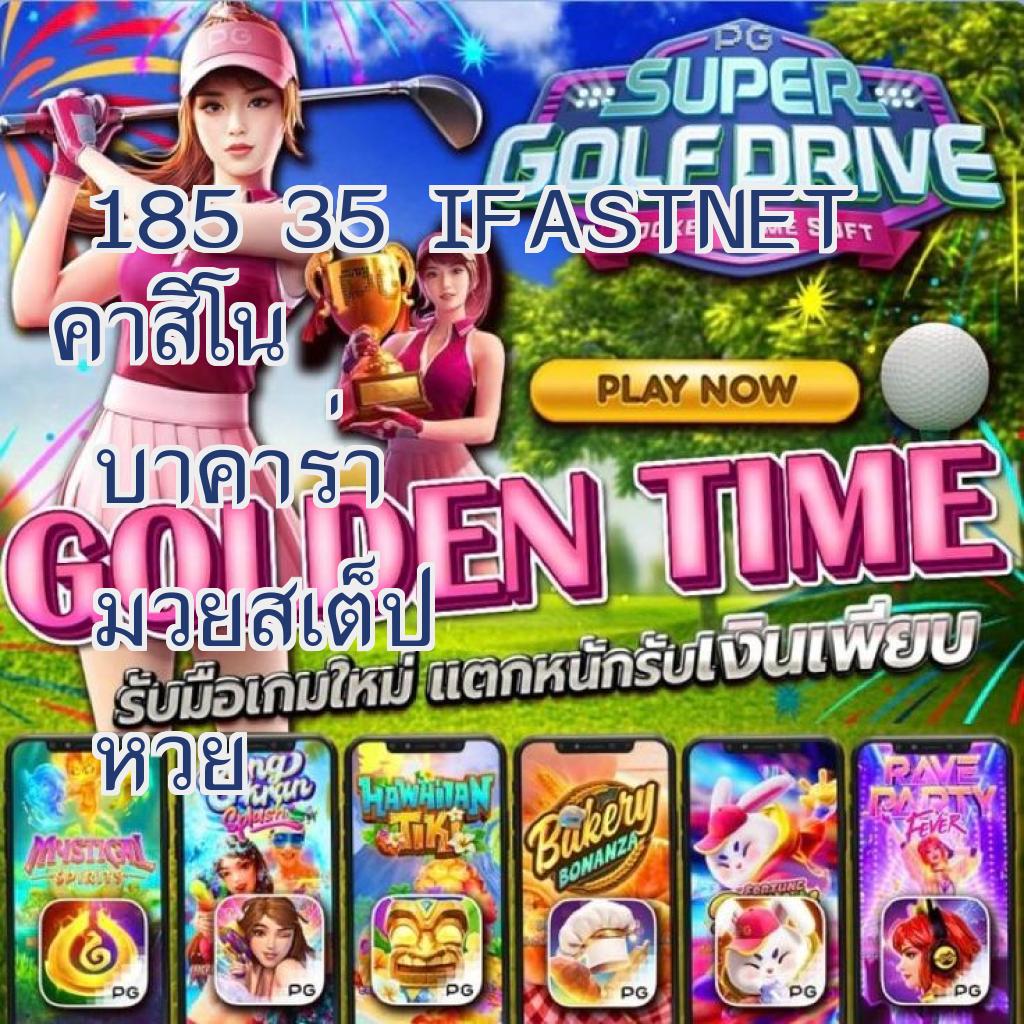 PG
PG
SUPER
GOLF DRIVE
185 35 IFASTNET
คาสิโน
PLAY NOW
บาคาร่า
GOLDEN TIME
มวยสเต็ป
รับมือเกมใหม่ แตกหนักรับเงินเพียบ
หวย
MYSTICAL
SPIRITS
Splash
HAWAIIAN
TIKI
Bakery
BONANZA
FORTUNE
RAVE
PARTY
FEVER
PG
PG
PG
PG
PG
PG